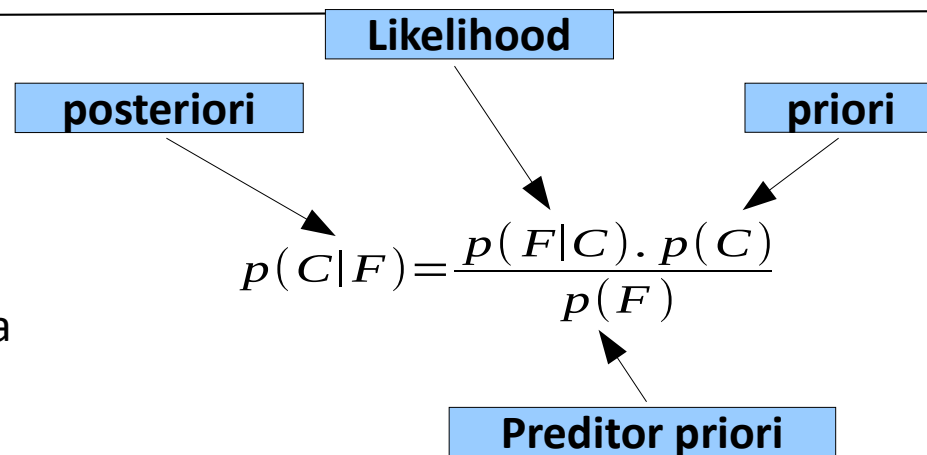 Likelihood
posteriori
priori
p(C|F)=p(F|C).p(C)
p(F)
a
Preditor priori